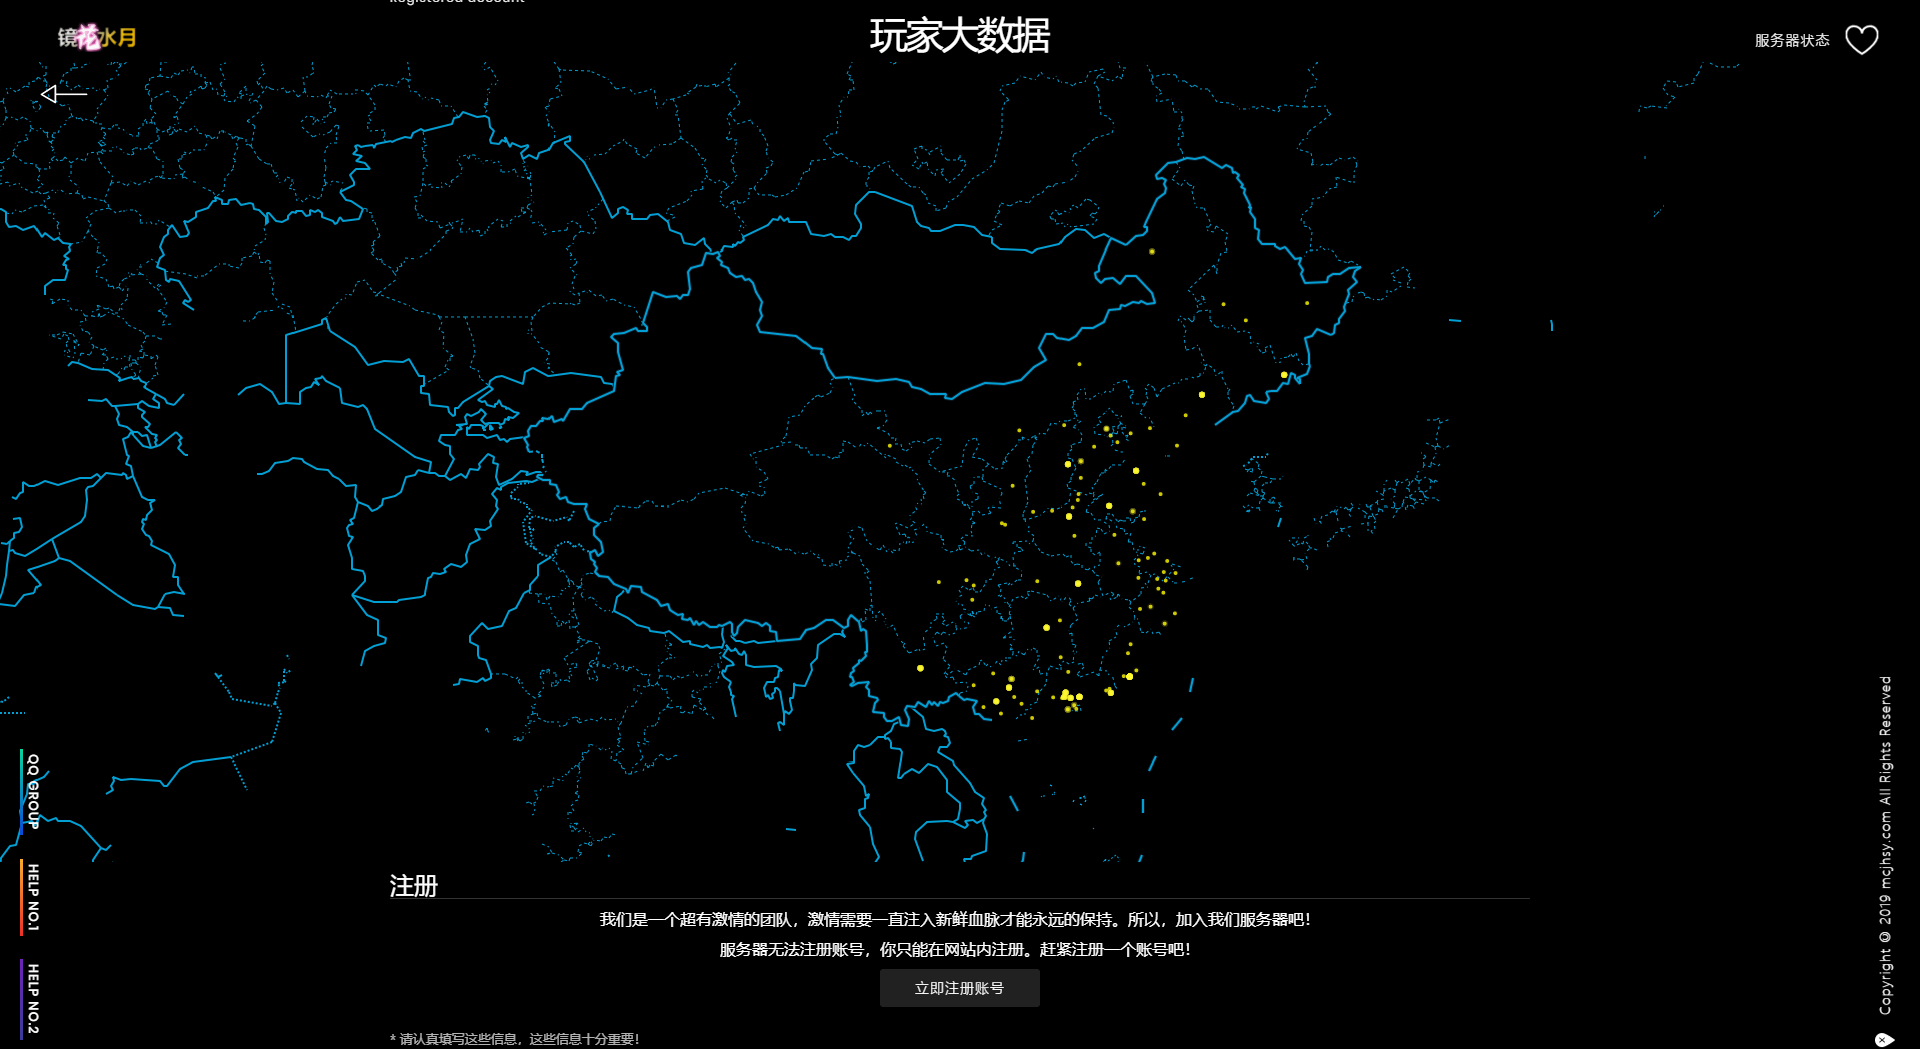 Registered account
镜花水月
玩家大数据
服务器状态
QQ GROUP
HELP NO.1
HELP NO.2
注册
我们是一个超有激情的团队，激情需要一直注入新鲜血脉才能永远的保持。所以，加入我们服务器吧！
服务器无法注册账号，你只能在网站内注册。赶紧注册一个账号吧！
立即注册账号
* 请认真填写这些信息，这些信息十分重要！
Copyright © 2019 mcjhsy.com All Rights Reserved